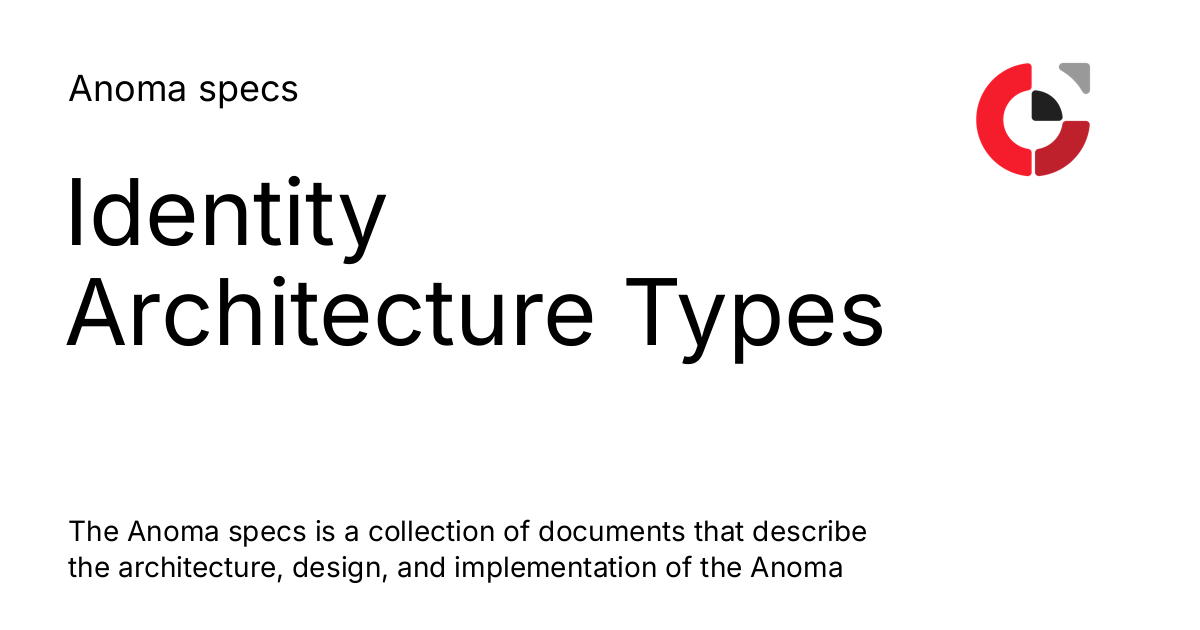 Anoma specs
Identity
Architecture Types
The Anoma specs is a collection of documents that describe
the architecture, design, and implementation of the Anoma